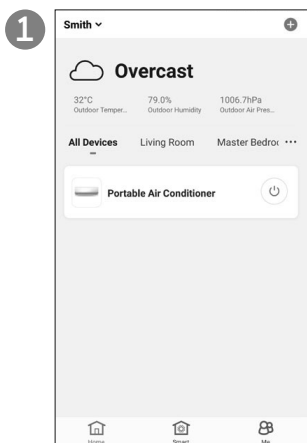 1
Smith
Overcast
32°C 79.0% 1006.7hPa
Outdoor Temper... Outdoor Humidity Outdoor Air Pres...
All Devices Living Room Master Bedroo ...
Portable Air Conditioner
Home Smart Me